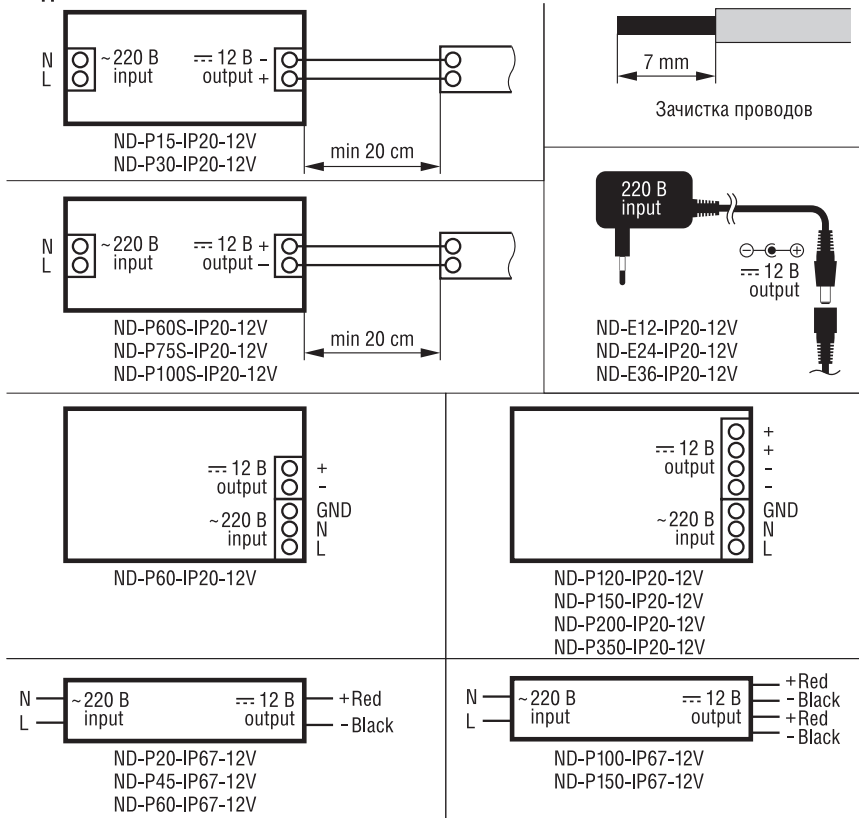 N
~220 В
12 В -
L
input
output +
ND-P15-IP20-12V
ND-P30-IP20-12V
min 20 cm
7 mm
Зачистка проводов
N
~220 В
12 В +
L
input
output –
ND-P60S-IP20-12V
ND-P75S-IP20-12V
ND-P100S-IP20-12V
min 20 cm
220 В
input
12 В
output
ND-E12-IP20-12V
ND-E24-IP20-12V
ND-E36-IP20-12V
12 В
output
+
-
~220 В
input
GND
N
L
ND-P60-IP20-12V
12 В
output
+
+
-
-
~220 В
input
GND
N
L
ND-P120-IP20-12V
ND-P150-IP20-12V
ND-P200-IP20-12V
ND-P350-IP20-12V
N
~220 В
12 В
+Red
L
input
output
-Black
ND-P20-IP67-12V
ND-P45-IP67-12V
ND-P60-IP67-12V
N
~220 В
12 В
+Red
-Black
L
input
output
+Red
-Black
ND-P100-IP67-12V
ND-P150-IP67-12V